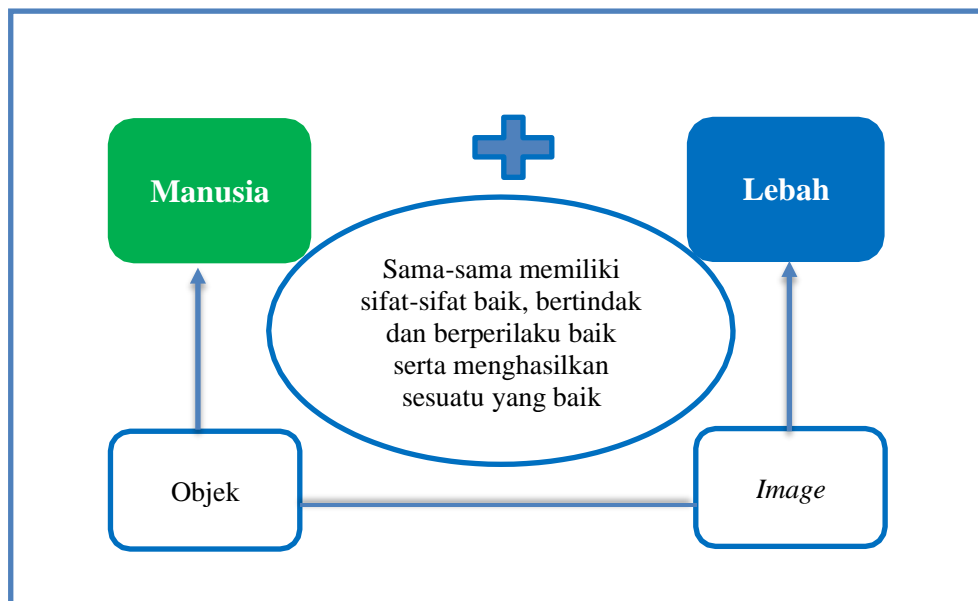 Manusia
Lebah
Sama-sama memiliki
sifat-sifat baik, bertindak
dan berperilaku baik
serta menghasilkan
sesuatu yang baik
Objek
Image